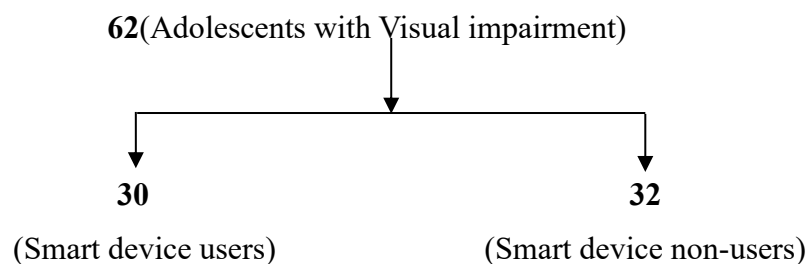 62(Adolescents with Visual impairment)
30 32
(Smart device users) (Smart device non-users)